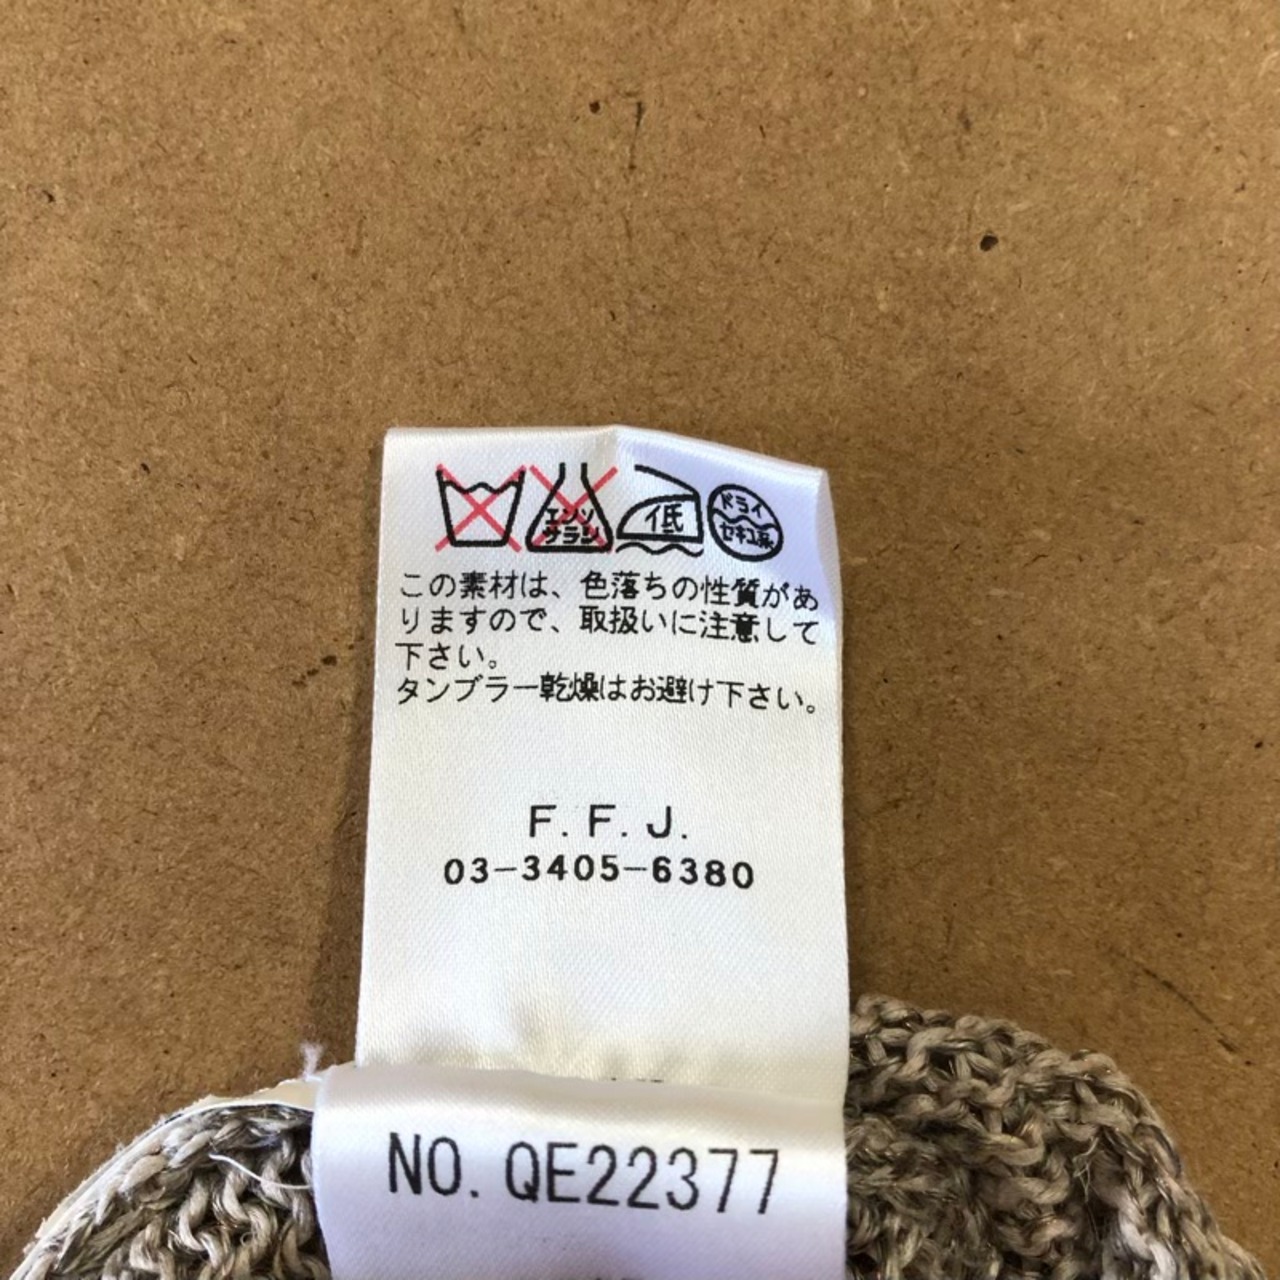 エンソ
サラシ
低
ドライ
セキユ系
この素材は、色落ちの性質があ
りますので、取扱いに注意して
下さい。
タンブラー乾燥はお避け下さい。
F. F. J.
03-3405-6380
NO. QE22377